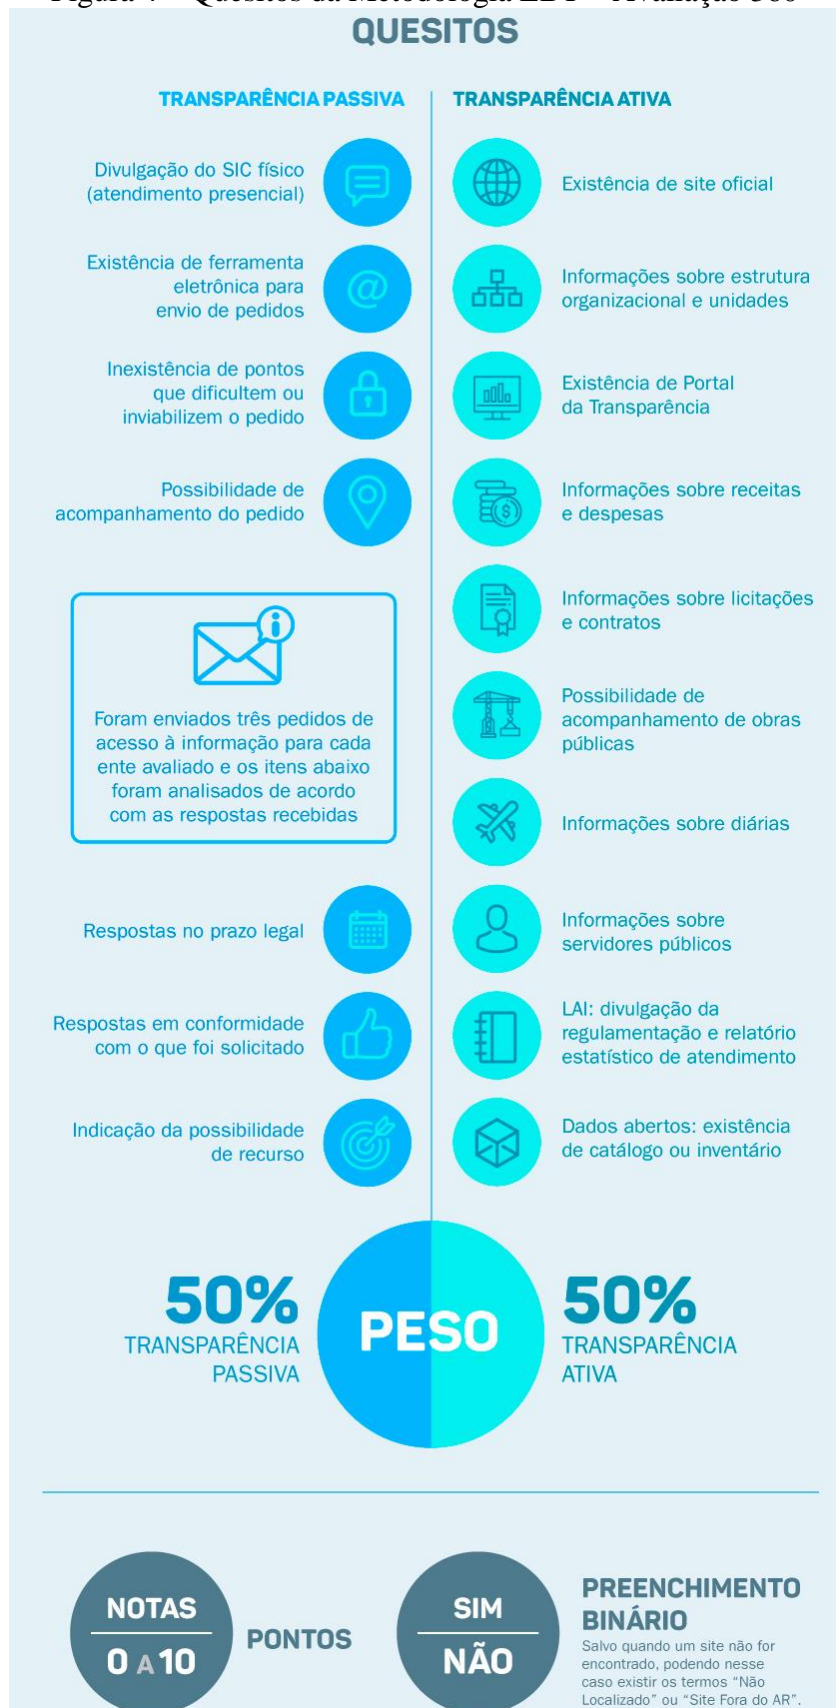 QUESITOS
TRANSPARÊNCIA PASSIVA
Divulgação do SIC físico
(atendimento presencial)
Existência de ferramenta
eletrônica para
envio de pedidos
@
Inexistência de pontos
que dificultem ou
inviabilizem o pedido
Possibilidade de
acompanhamento do pedido
i
Foram enviados três pedidos de
acesso à informação para cada
ente avaliado e os itens abaixo
foram analisados de acordo
com as respostas recebidas
Respostas no prazo legal
Respostas em conformidade
com o que foi solicitado
Indicação da possibilidade
de recurso
TRANSPARÊNCIA ATIVA
Existência de site oficial
Informações sobre estrutura
organizacional e unidades
Existência de Portal
da Transparência
Informações sobre receitas
e despesas
$
Informações sobre licitações
e contratos
Possibilidade de
acompanhamento de obras
públicas
Informações sobre diárias
Informações sobre
servidores públicos
LAI: divulgação da
regulamentação e relatório
estatístico de atendimento
Dados abertos: existência
de catálogo ou inventário
50%
TRANSPARÊNCIA
PASSIVA
PESO
50%
TRANSPARÊNCIA
ATIVA
NOTAS
0 A 10
PONTOS
SIM
NÃO
PREENCHIMENTO
BINÁRIO
Salvo quando um site não for
encontrado, podendo nesse
caso existir os termos “Não
Localizado” ou “Site Fora do AR”.